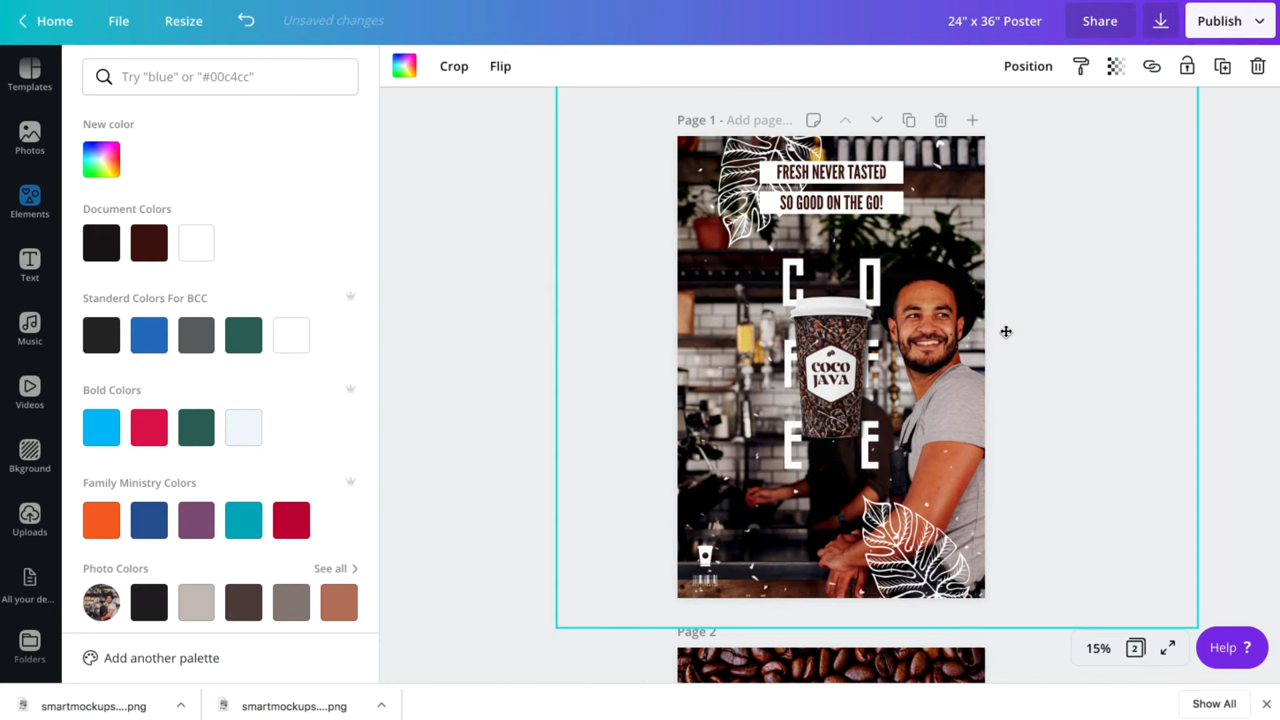 Home
File
Resize
Unsaved changes
24" x 36" Poster
Share
Publish
Templates
Photos
Elements
Text
Music
Videos
Bkground
Uploads
All your de...
Folders
Try "blue" or "#00c4cc"
New color
Document Colors
Standerd Colors For BCC
Bold Colors
Family Ministry Colors
Photo Colors
See all
Add another palette
Crop
Flip
Position
Page 1 - Add page...
FRESH NEVER TASTED
SO GOOD ON THE GO!
C O
F F
E E
COCO
JAVA
Page 2
15%
2
Help ?
smartmockups....png
smartmockups....png
Show All